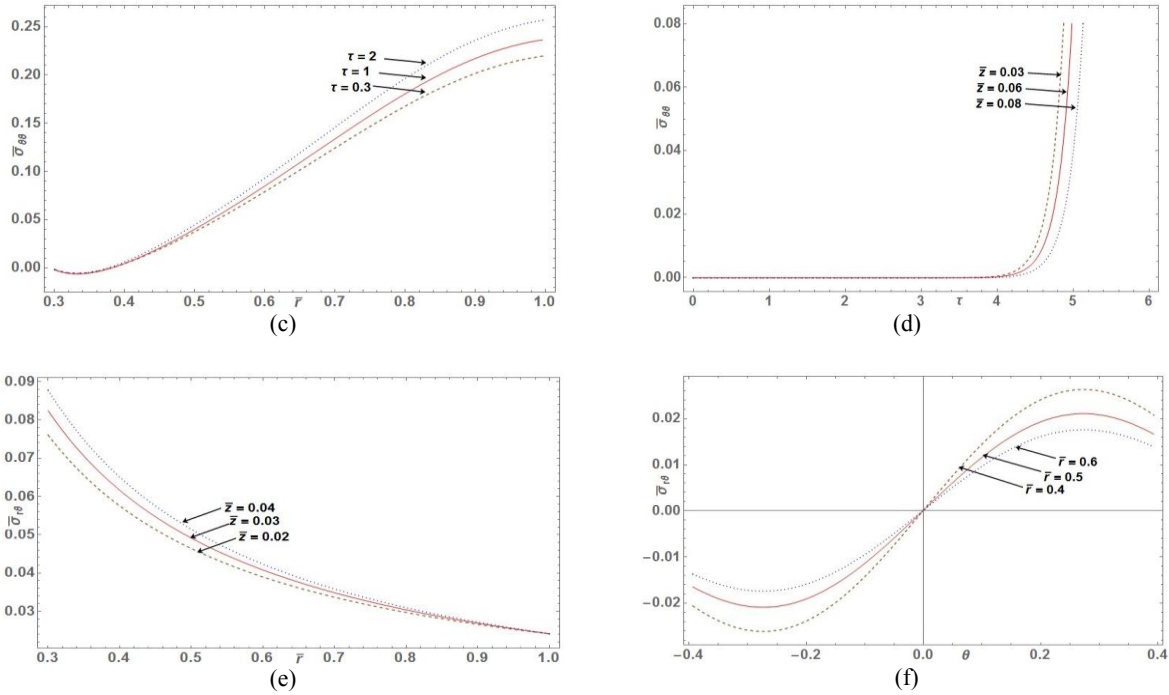 0.25
0.20
0.15
0.10
0.05
0.00
σ̅ θθ
τ = 2
τ = 1
τ = 0.3
0.3 0.4 0.5 0.6 r̅ 0.7 0.8 0.9 1.0
(c)
0.08
0.06
0.04
0.02
0.00
σ̅ θθ
z̅ = 0.03
z̅ = 0.06
z̅ = 0.08
0 1 2 3 4 τ 5 6
(d)
0.09
0.08
0.07
0.06
0.05
0.04
0.03
σ̅ rθ
z̅ = 0.04
z̅ = 0.03
z̅ = 0.02
0.3 0.4 0.5 0.6 r̅ 0.7 0.8 0.9 1.0
(e)
0.02
0.01
0.00
−0.01
−0.02
σ̅ rθ
r̅ = 0.6
r̅ = 0.5
r̅ = 0.4
−0.4 −0.2 0.0 θ 0.2 0.4
(f)